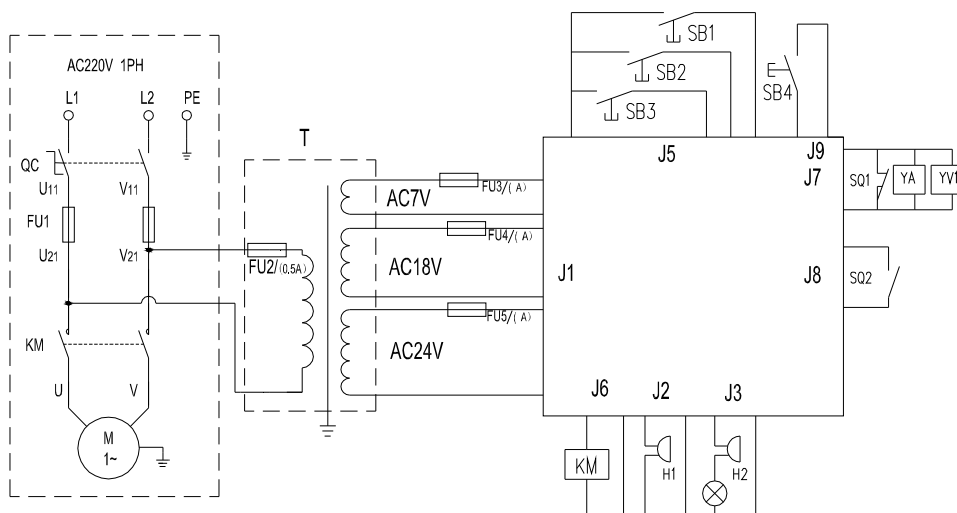 AC220V 1PH
L1
L2
PE
QC
U11
V11
FU1
U21
V21
KM
U
V
M
1~
T
FU2/(0.5A)
AC7V
FU3/( A)
AC18V
FU4/( A)
AC24V
FU5/( A)
SB1
SB2
SB3
SB4
J5
J9
J7
J1
J8
J6
J2
J3
SQ1
YA
YV1
SQ2
KM
H1
H2